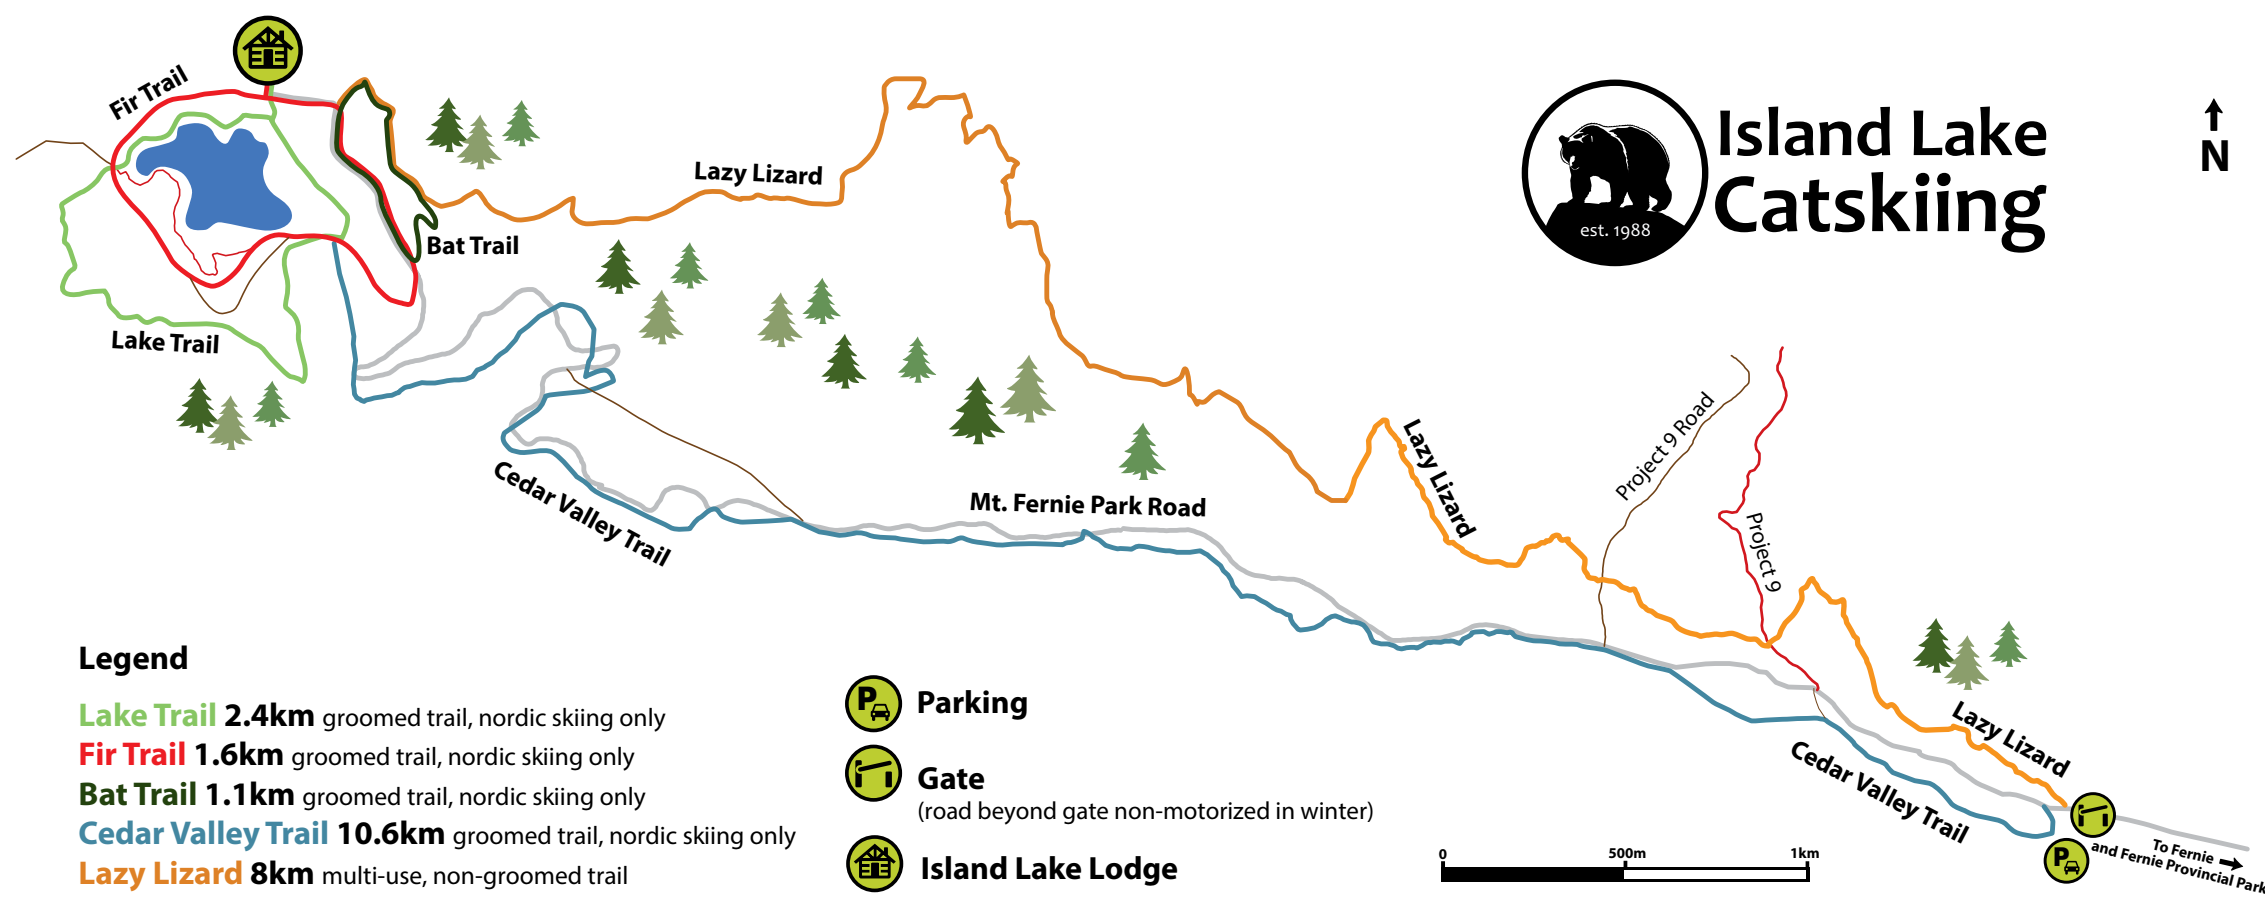 Fir Trail
Lazy Lizard
Island Lake
Catskiing
est. 1988
N
Bat Trail
Lake Trail
Project 9 Road
Lazy Lizard
Cedar Valley Trail
Mt. Fernie Park Road
Project 9
Legend
Lake Trail 2.4km groomed trail, nordic skiing only
Fir Trail 1.6km groomed trail, nordic skiing only
Bat Trail 1.1km groomed trail, nordic skiing only
Cedar Valley Trail 10.6km groomed trail, nordic skiing only
Lazy Lizard 8km multi-use, non-groomed trail
P Parking
Gate
(road beyond gate non-motorized in winter)
Island Lake Lodge
Lazy Lizard
Cedar Valley Trail
0 500m 1km
P
To Fernie
and Fernie Provincial Park